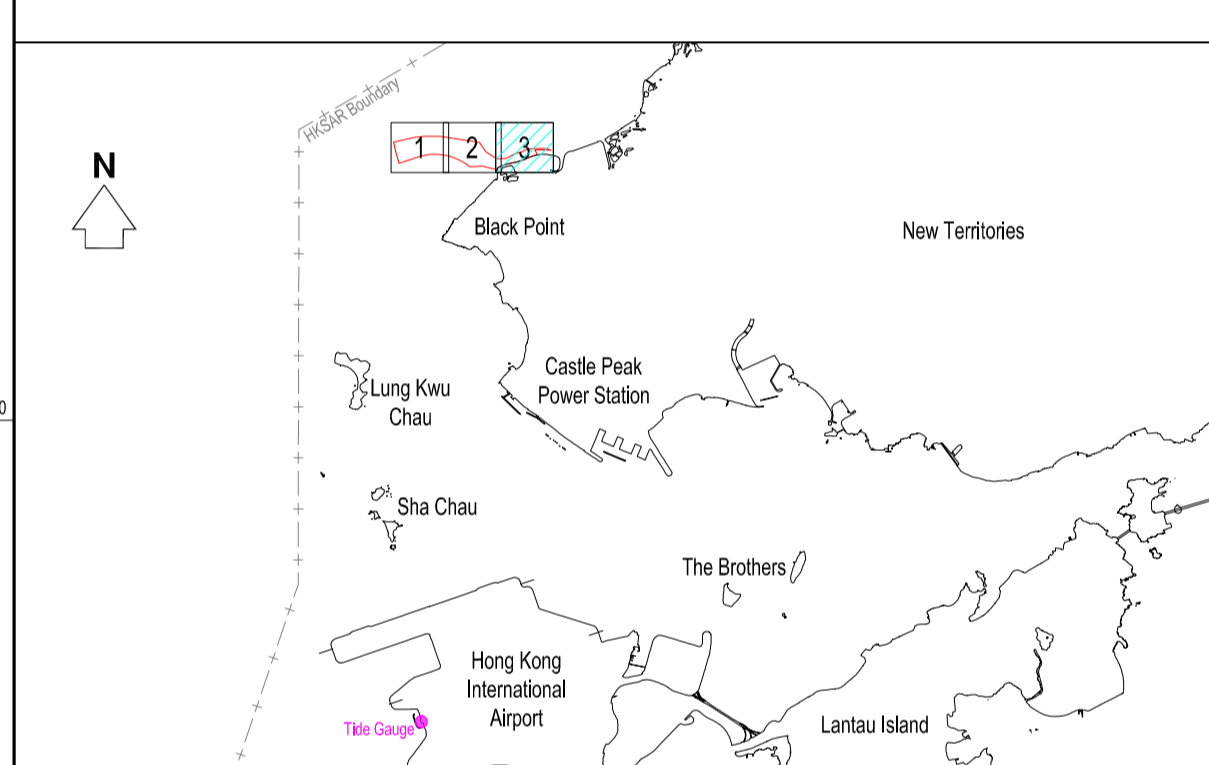 HKSAR Boundary
1 2 3
N
Black Point
New Territories
Castle Peak
Power Station
Lung Kwu
Chau
0
Sha Chau
The Brothers
Hong Kong
International
Airport
Tide Gauge
Lantau Island